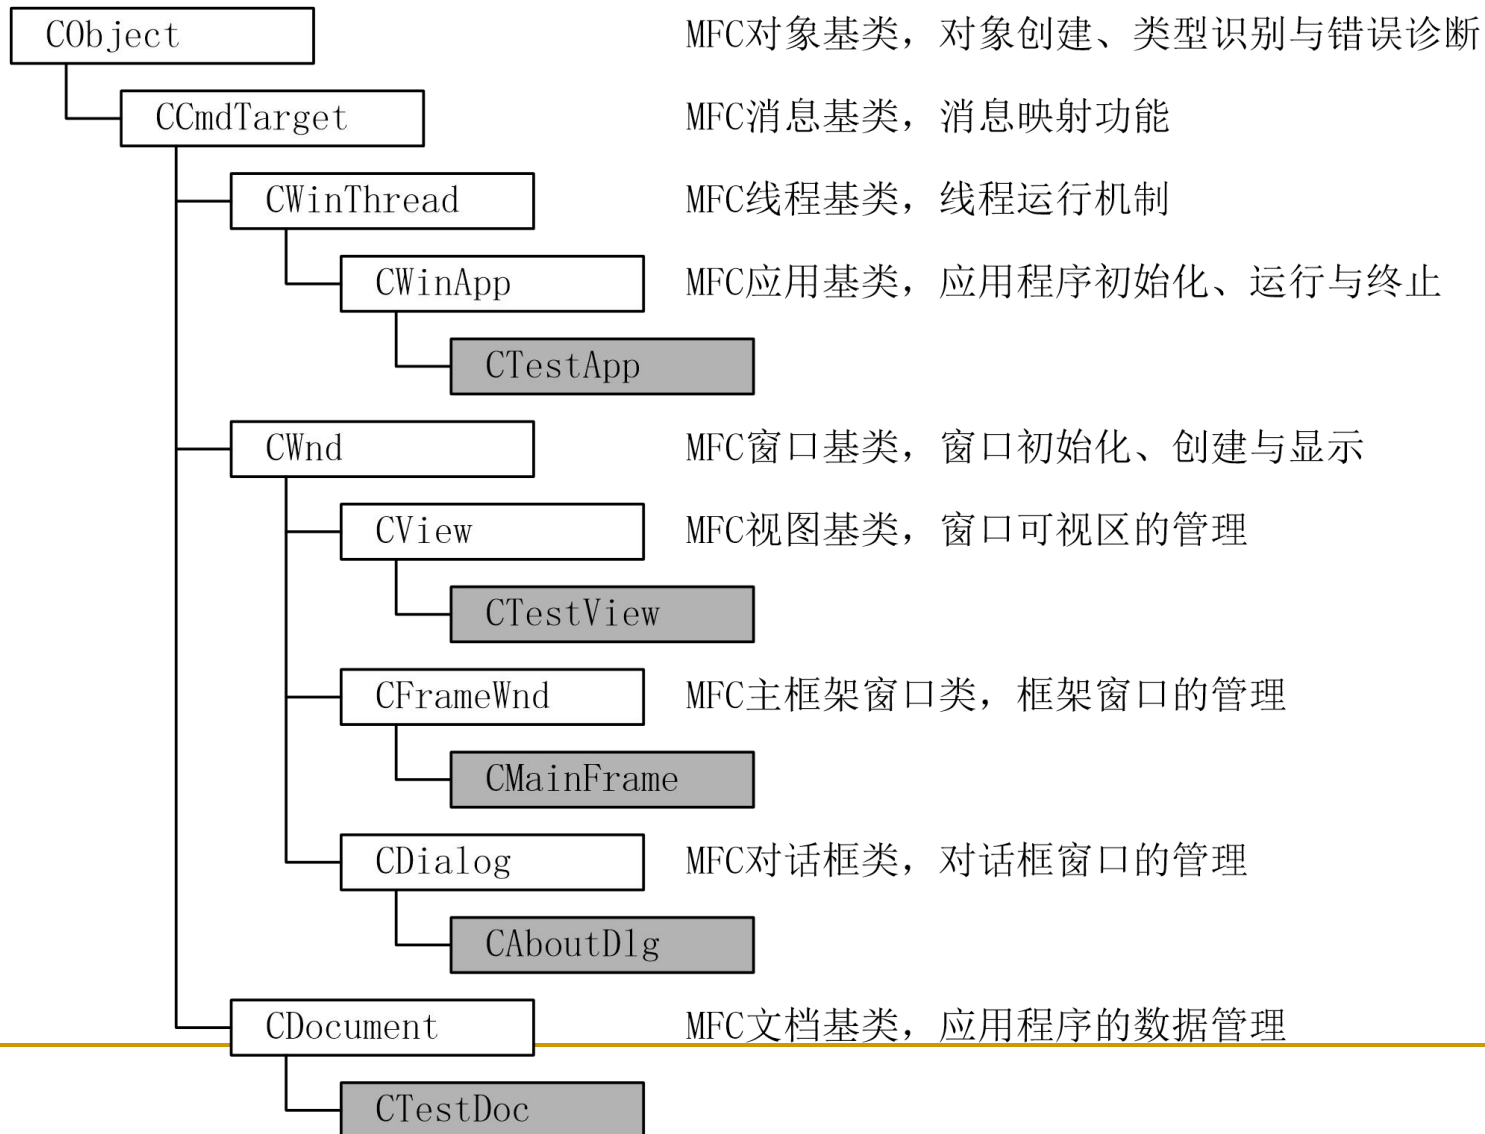 CObject MFC对象基类，对象创建、类型识别与错误诊断
CCmdTarget MFC消息基类，消息映射功能
CWinThread MFC线程基类，线程运行机制
CWinApp MFC应用基类，应用程序初始化、运行与终止
CTestApp
CWnd MFC窗口基类，窗口初始化、创建与显示
CView MFC视图基类，窗口可视区的管理
CTestView
CFrameWnd MFC主框架窗口类，框架窗口的管理
CMainFrame
CDialog MFC对话框类，对话框窗口的管理
CAboutDlg
CDocument MFC文档基类，应用程序的数据管理
CTestDoc